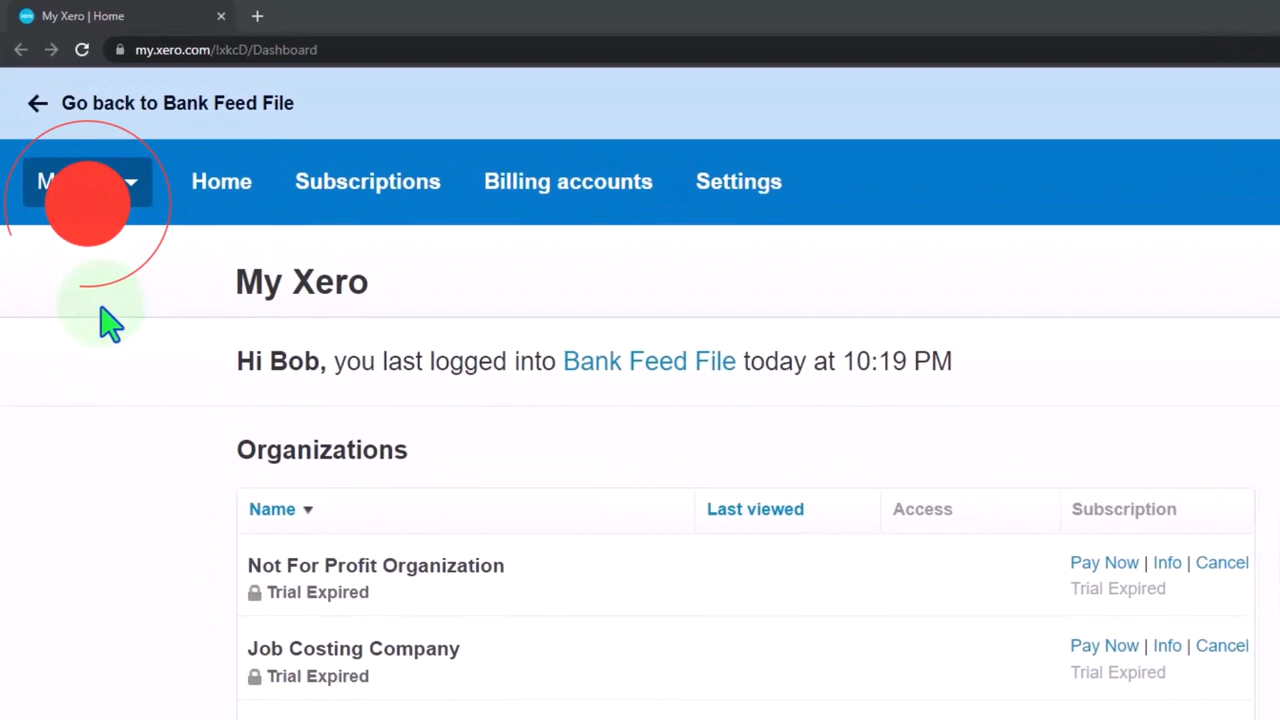 My Xero | Home
my.xero.com/!xkcD/Dashboard
Go back to Bank Feed File
Home Subscriptions Billing accounts Settings
My Xero
Hi Bob, you last logged into Bank Feed File today at 10:19 PM
Organizations
Name Last viewed Access Subscription
Not For Profit Organization Pay Now | Info | Cancel
Trial Expired Trial Expired
Job Costing Company Pay Now | Info | Cancel
Trial Expired Trial Expired